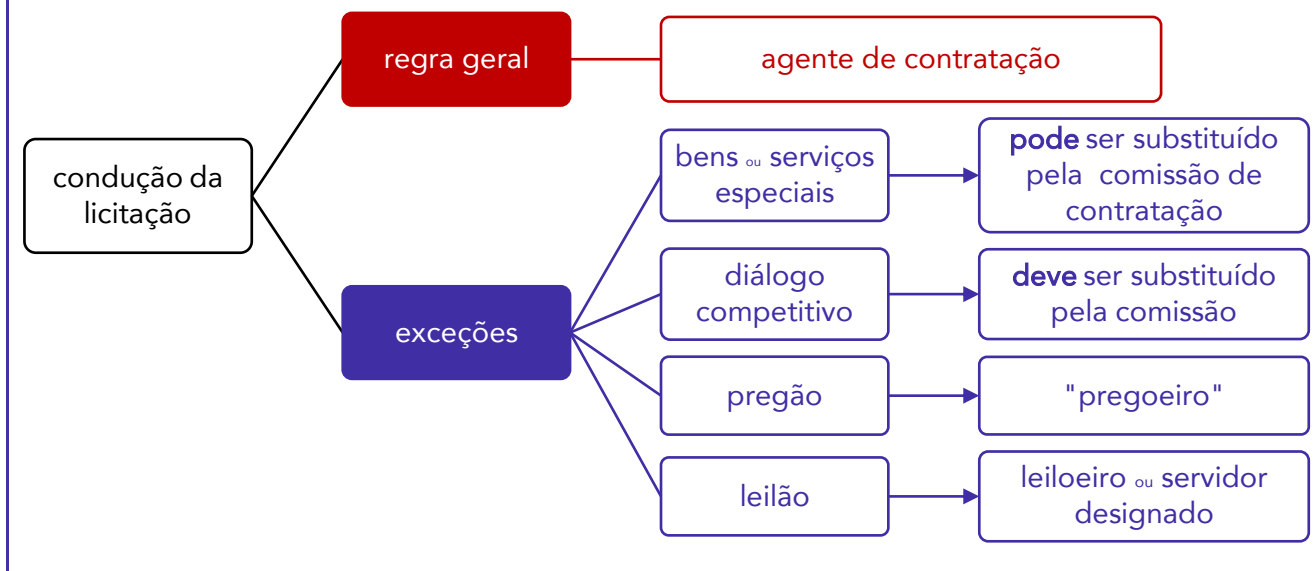 regra geral
agente de contratação
condução da
licitação
exceções
bens ou serviços
especiais
pode ser substituído
pela comissão de
contratação
diálogo
competitivo
deve ser substituído
pela comissão
pregão
"pregoeiro"
leilão
leiloeiro ou servidor
designado